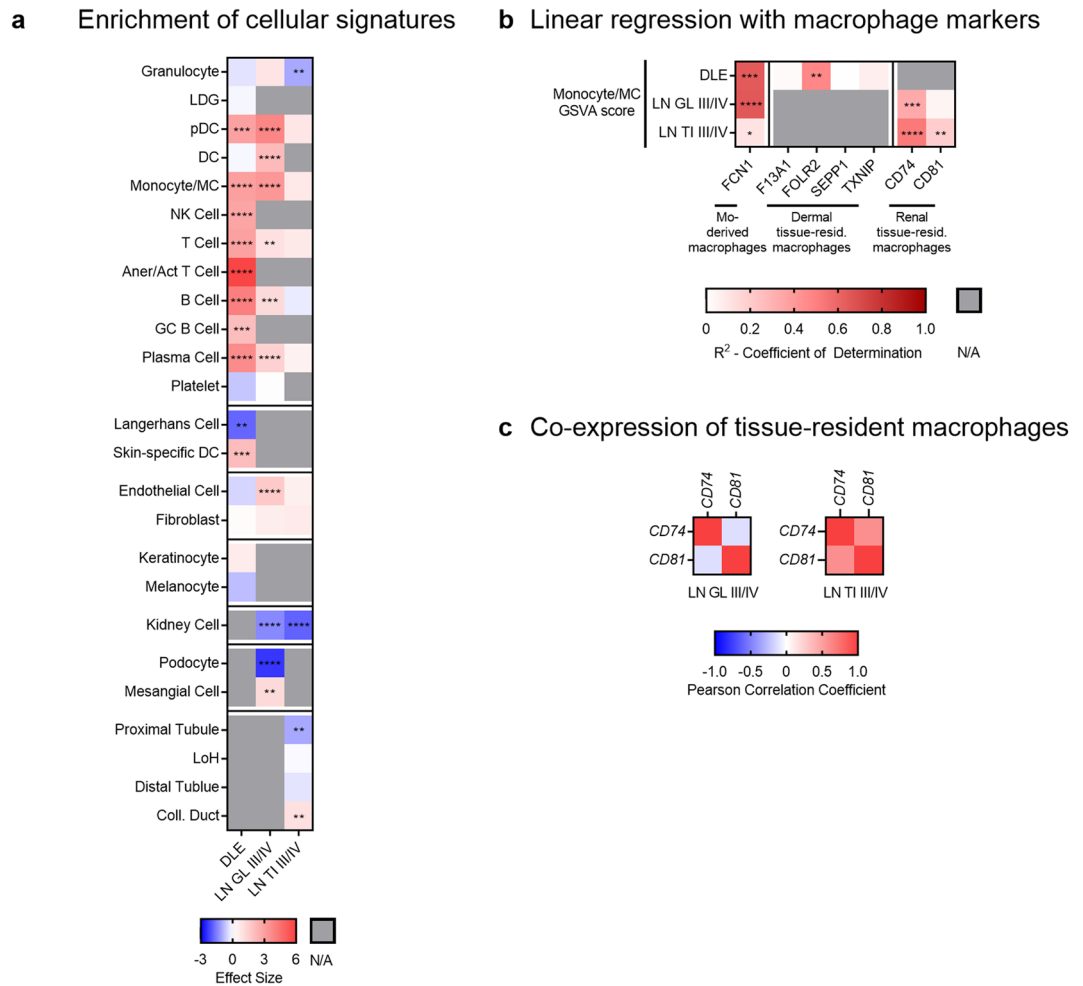 a Enrichment of cellular signatures
Granulocyte **
LDG
pDC *** ****
DC ****
Monocyte/MC **** ****
NK Cell ****
T Cell **** **
Aner/Act T Cell ****
B Cell **** ***
GC B Cell ***
Plasma Cell **** ****
Platelet
Langerhans Cell **
Skin-specific DC ***
Endothelial Cell ****
Fibroblast
Keratinocyte
Melanocyte
Kidney Cell **** ****
Podocyte ****
Mesangial Cell **
Proximal Tubule **
LoH
Distal Tublue
Coll. Duct **
DLE
LN GL III/IV
LN TI III/IV
-3 0 3 6
N/A
Effect Size
b Linear regression with macrophage markers
Monocyte/MC
GSVA score
DLE *** **
LN GL III/IV **** ***
LN TI III/IV * **** **
FCN1
F13A1
FOLR2
SEPP1
TXNIP
CD74
CD81
Mo-
derived
macrophages
Dermal
tissue-resid.
macrophages
Renal
tissue-resid.
macrophages
0 0.2 0.4 0.6 0.8 1.0
R² - Coefficient of Determination
N/A
c Co-expression of tissue-resident macrophages
CD74
CD81
CD74
CD81
LN GL III/IV
CD74
CD81
CD74
CD81
LN TI III/IV
-1.0 -0.5 0 0.5 1.0
Pearson Correlation Coefficient